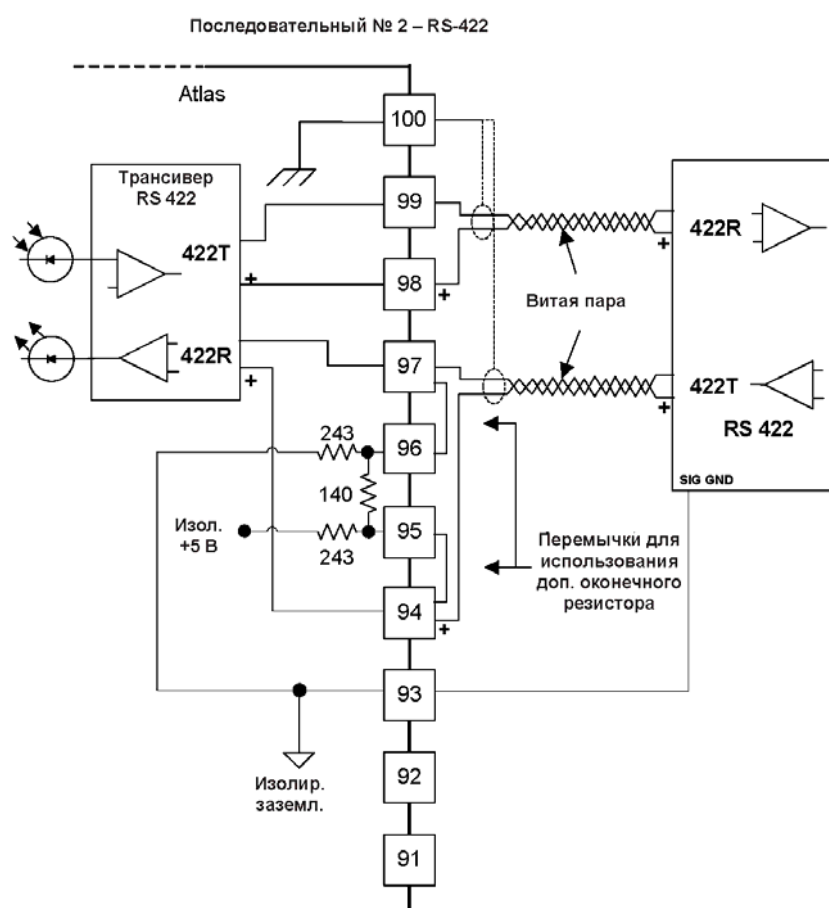 Последовательный № 2 – RS-422
Atlas
100
Трансивер
RS 422
99
422T
422R
+
98
+
+
Витая пара
97
422R
+
422T
+
RS 422
243
96
SIG GND
140
Изол.
+5 В
95
243
Перемычки для
использования
доп. оконечного
резистора
94
+
93
92
Изолир.
заземл.
91